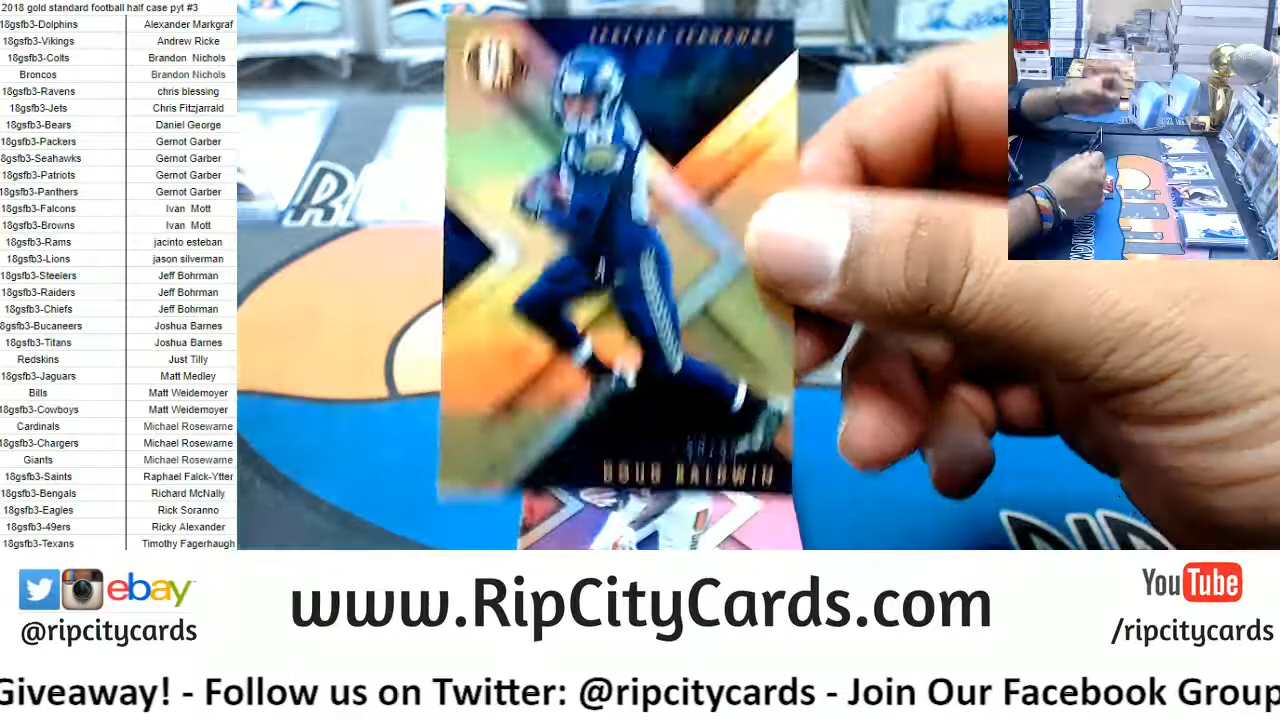 2018 gold standard football half case pyt #3
18gsfb3-Dolphins Alexander Markgraf
18gsfb3-Vikings Andrew Ricke
18gsfb3-Colts Brandon Nichols
Broncos Brandon Nichols
18gsfb3-Ravens chris blessing
18gsfb3-Jets Chris Fitzjarrald
18gsfb3-Bears Daniel George
18gsfb3-Packers Gernot Garber
8gsfb3-Seahawks Gernot Garber
18gsfb3-Patriots Gernot Garber
18gsfb3-Panthers Gernot Garber
18gsfb3-Falcons Ivan Mott
18gsfb3-Browns Ivan Mott
18gsfb3-Rams jacinto esteban
18gsfb3-Lions jason silverman
18gsfb3-Steelers Jeff Bohrman
18gsfb3-Raiders Jeff Bohrman
18gsfb3-Chiefs Jeff Bohrman
8gsfb3-Bucaneers Joshua Barnes
18gsfb3-Titans Joshua Barnes
Redskins Just Tilly
18gsfb3-Jaguars Matt Medley
Bills Matt Weidemoyer
18gsfb3-Cowboys Matt Weidemoyer
Cardinals Michael Rosewarne
18gsfb3-Chargers Michael Rosewarne
Giants Michael Rosewarne
18gsfb3-Saints Raphael Falck-Ytter
18gsfb3-Bengals Richard McNally
18gsfb3-Eagles Rick Soranno
18gsfb3-49ers Ricky Alexander
18gsfb3-Texans Timothy Fagerhaugh
SEATTLE SEAHAWKS
DOUG BALDWIN
ebay
@ripcitycards
www.RipCityCards.com
YouTube
/ripcitycards
Giveaway! - Follow us on Twitter: @ripcitycards - Join Our Facebook Group